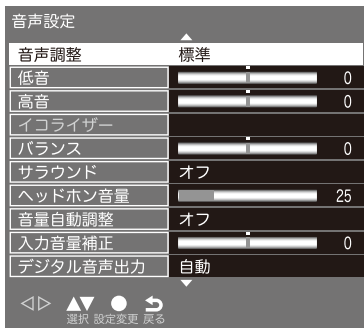 音声設定
音声調整 標準
低音 0
高音 0
イコライザー
バランス 0
サラウンド オフ
ヘッドホン音量 25
音量自動調整 オフ
入力音量補正 0
デジタル音声出力 自動
選択 設定変更 戻る